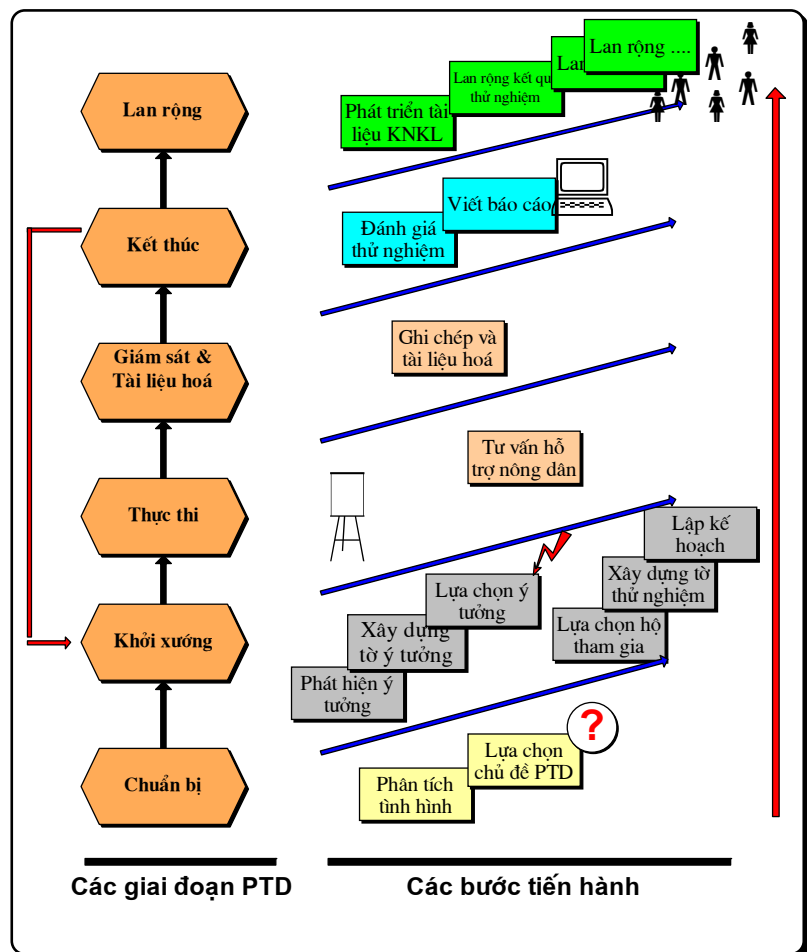 Lan rộng ....
Lan
Lan rộng kết qu
thử nghiệm
Phát triển tài
liệu KNKL
Lan rộng
Viết báo cáo
Đánh giá
thử nghiệm
Kết thúc
Ghi chép và
tài liệu hoá
Giám sát &
Tài liệu hoá
Tư vấn hỗ
trợ nông dân
Thực thi
Lập kế
hoạch
Xây dựng tờ
thử nghiệm
Lựa chọn hộ
tham gia
Lựa chọn ý
tưởng
Xây dựng
tờ ý tưởng
Phát hiện ý
tưởng
Khởi xướng
?
Lựa chọn
chủ đề PTD
Phân tích
tình hình
Chuẩn bị
Các giai đoạn PTD
Các bước tiến hành